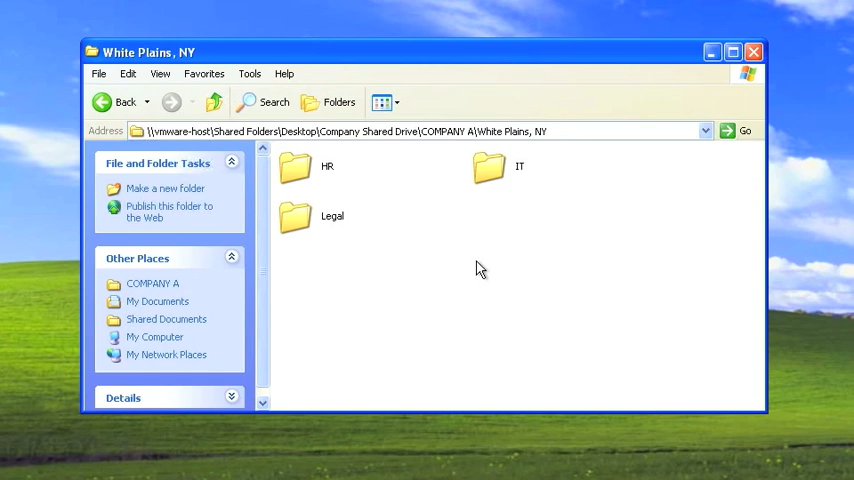 White Plains, NY
File Edit View Favorites Tools Help
Back Search Folders
Address \\vmware-host\Shared Folders\Desktop\Company Shared Drive\COMPANY A\White Plains, NY Go
File and Folder Tasks
Make a new folder
Publish this folder to
the Web
Other Places
COMPANY A
My Documents
Shared Documents
My Computer
My Network Places
Details
HR IT
Legal